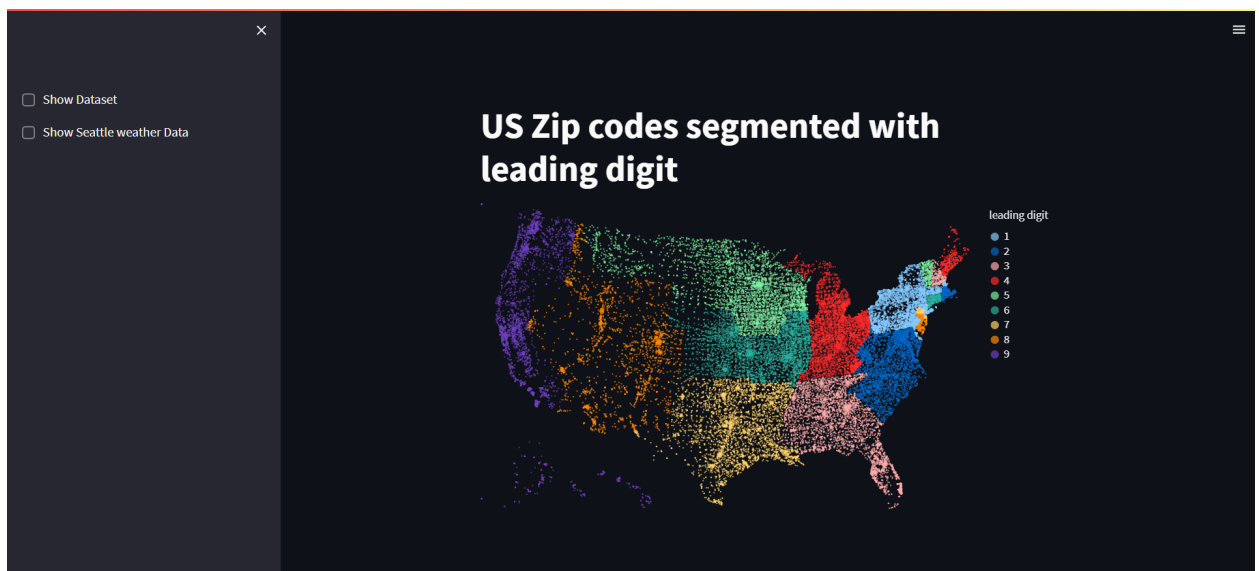 Show Dataset
Show Seattle weather Data
US Zip codes segmented with
leading digit
leading digit
1
2
3
4
5
6
7
8
9